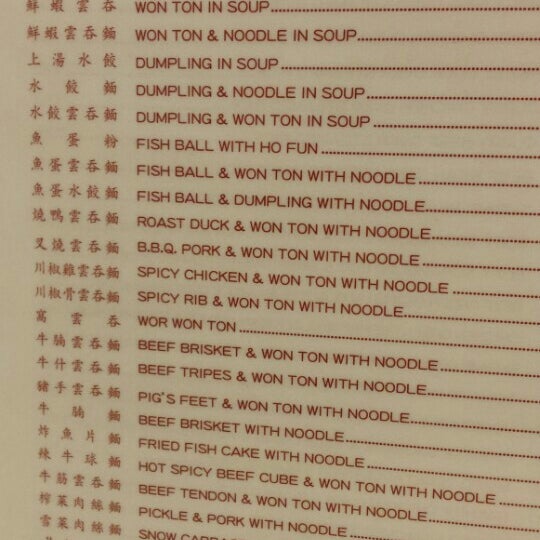 鮮蝦雲吞 WON TON IN SOUP
鮮蝦雲吞麵 WON TON & NOODLE IN SOUP
上湯水餃 DUMPLING IN SOUP
水餃麵 DUMPLING & NOODLE IN SOUP
水餃雲吞麵 DUMPLING & WON TON IN SOUP
魚蛋粉 FISH BALL WITH HO FUN
魚蛋雲吞麵 FISH BALL & WON TON WITH NOODLE
魚蛋水餃麵 FISH BALL & DUMPLING WITH NOODLE
燒鴨雲吞麵 ROAST DUCK & WON TON WITH NOODLE
叉燒雲吞麵 B.B.Q. PORK & WON TON WITH NOODLE
川椒雞雲吞麵 SPICY CHICKEN & WON TON WITH NOODLE
川椒骨雲吞麵 SPICY RIB & WON TON WITH NOODLE
窩雲吞 WOR WON TON
牛腩雲吞麵 BEEF BRISKET & WON TON WITH NOODLE
牛什雲吞麵 BEEF TRIPES & WON TON WITH NOODLE
豬手雲吞麵 PIG'S FEET & WON TON WITH NOODLE
牛腩麵 BEEF BRISKET WITH NOODLE
炸魚片麵 FRIED FISH CAKE WITH NOODLE
辣牛球麵 HOT SPICY BEEF CUBE & WON TON WITH NOODLE
牛筋雲吞麵 BEEF TENDON & WON TON WITH NOODLE
榨菜肉絲麵 PICKLE & PORK WITH NOODLE
雪菜肉絲麵 SNOW